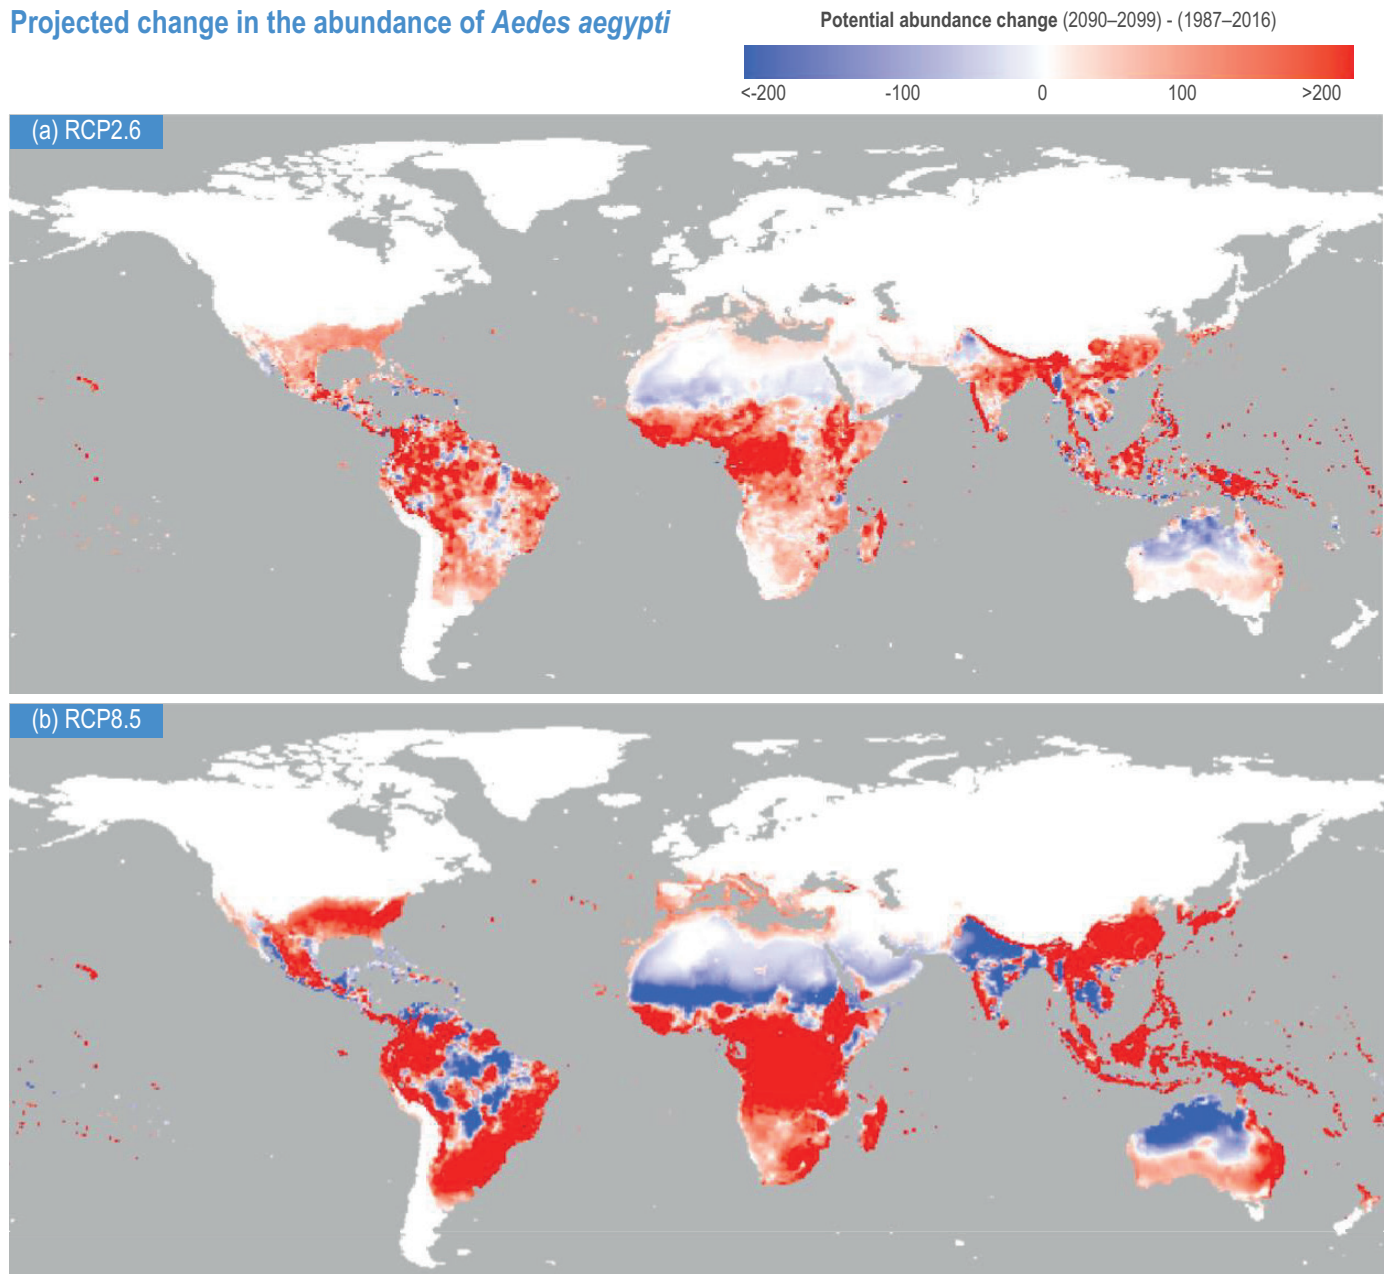 Projected change in the abundance of Aedes aegypti
Potential abundance change (2090–2099) - (1987–2016)
<-200 -100 0 100 >200
(a) RCP2.6
(b) RCP8.5